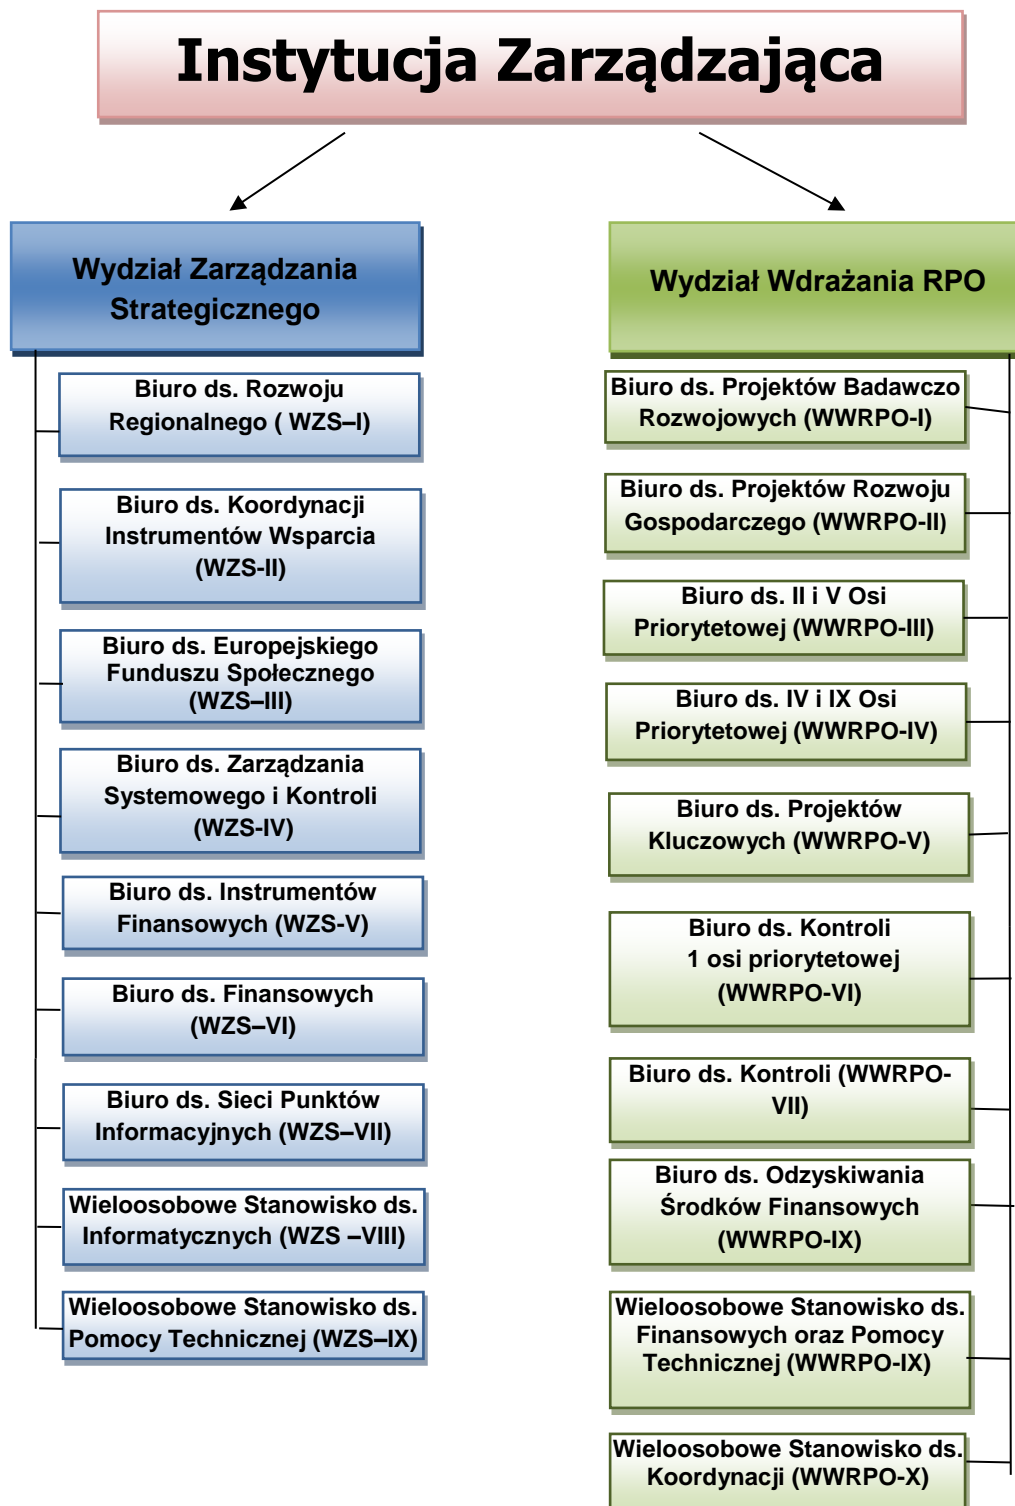 Instytucja Zarządzająca
Wydział Zarządzania
Strategicznego
Biuro ds. Rozwoju
Regionalnego ( WZS–I)
Biuro ds. Koordynacji
Instrumentów Wsparcia
(WZS-II)
Biuro ds. Europejskiego
Funduszu Społecznego
(WZS–III)
Biuro ds. Zarządzania
Systemowego i Kontroli
(WZS-IV)
Biuro ds. Instrumentów
Finansowych (WZS-V)
Biuro ds. Finansowych
(WZS–VI)
Biuro ds. Sieci Punktów
Informacyjnych (WZS–VII)
Wieloosobowe Stanowisko ds.
Informatycznych (WZS –VIII)
Wieloosobowe Stanowisko ds.
Pomocy Technicznej (WZS–IX)
Wydział Wdrażania RPO
Biuro ds. Projektów Badawczo
Rozwojowych (WWRPO-I)
Biuro ds. Projektów Rozwoju
Gospodarczego (WWRPO-II)
Biuro ds. II i V Osi
Priorytetowej (WWRPO-III)
Biuro ds. IV i IX Osi
Priorytetowej (WWRPO-IV)
Biuro ds. Projektów
Kluczowych (WWRPO-V)
Biuro ds. Kontroli
1 osi priorytetowej
(WWRPO-VI)
Biuro ds. Kontroli (WWRPO-
VII)
Biuro ds. Odzyskiwania
Środków Finansowych
(WWRPO-IX)
Wieloosobowe Stanowisko ds.
Finansowych oraz Pomocy
Technicznej (WWRPO-IX)
Wieloosobowe Stanowisko ds.
Koordynacji (WWRPO-X)